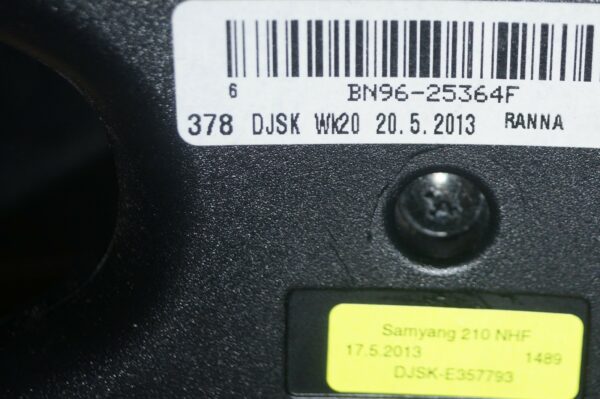 6 BN96-25364F
378 DJSK Wk20 20.5.2013 RANNA
Samyang 210 NHF
17.5.2013 1489
DJSK-E357793